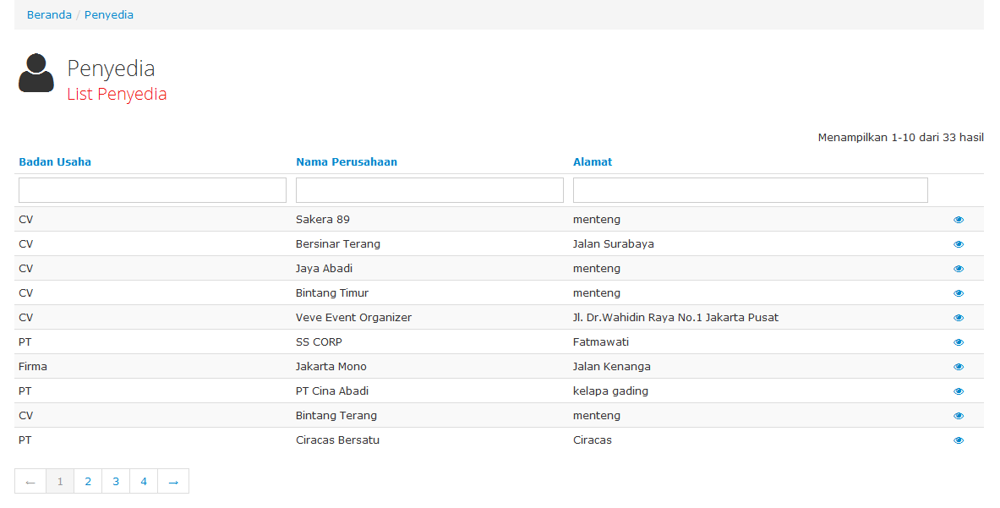 Beranda / Penyedia
Penyedia
List Penyedia
Menampilkan 1-10 dari 33 hasil
Badan Usaha Nama Perusahaan Alamat
CV Sakera 89 menteng
CV Bersinar Terang Jalan Surabaya
CV Jaya Abadi menteng
CV Bintang Timur menteng
CV Veve Event Organizer Jl. Dr.Wahidin Raya No.1 Jakarta Pusat
PT SS CORP Fatmawati
Firma Jakarta Mono Jalan Kenanga
PT PT Cina Abadi kelapa gading
CV Bintang Terang menteng
PT Ciracas Bersatu Ciracas
← 1 2 3 4 →